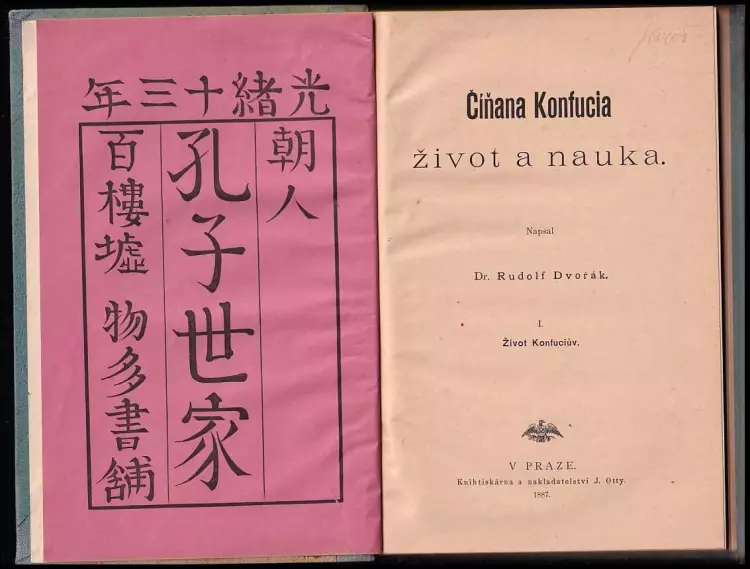 光緒十三年
朝人
孔子世家
百樓墟 物多書舖
Číňana Konfucia
život a nauka.
Napsal
Dr. Rudolf Dvořák.
I.
Život Konfuciův.
V PRAZE.
Knihtiskárna a nakladatelství J. Otty.
1887.